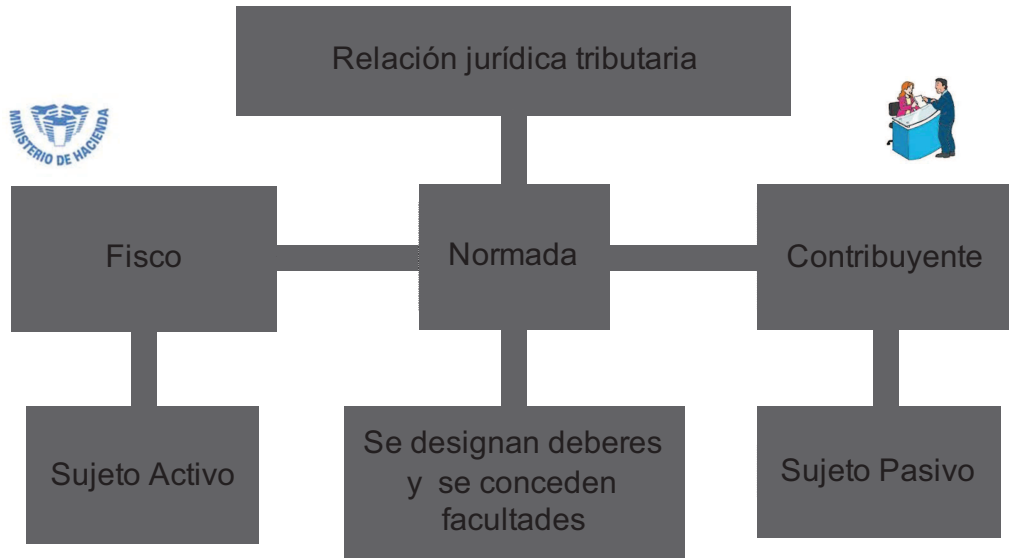 Relación jurídica tributaria
MINISTERIO DE HACIENDA
Fisco
Normada
Contribuyente
Sujeto Activo
Se designan deberes
y se conceden
facultades
Sujeto Pasivo